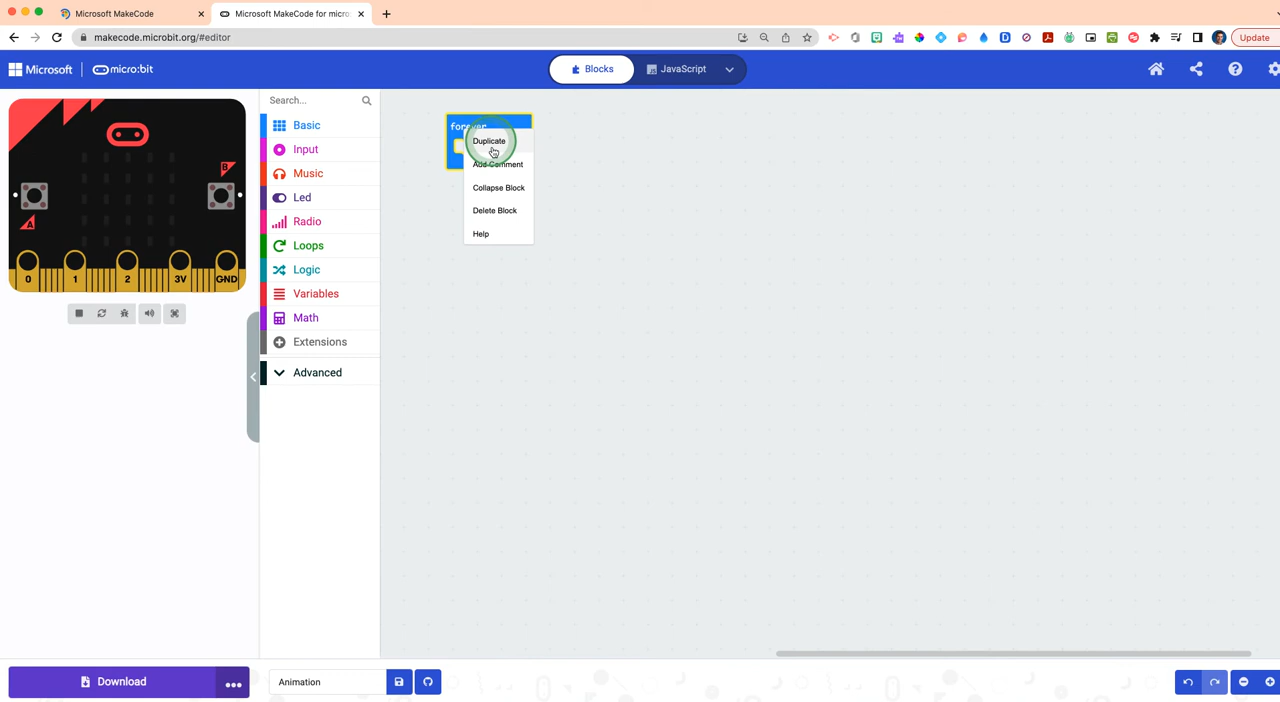 Microsoft MakeCode
Microsoft MakeCode for micro:
makecode.microbit.org/#editor
Update
Microsoft
micro:bit
Blocks
JavaScript
Search...
Basic
Input
Music
Led
Radio
Loops
Logic
Variables
Math
Extensions
Advanced
A
B
0
1
2
3V
GND
forever
Duplicate
Add Comment
Collapse Block
Delete Block
Help
Download
Animation